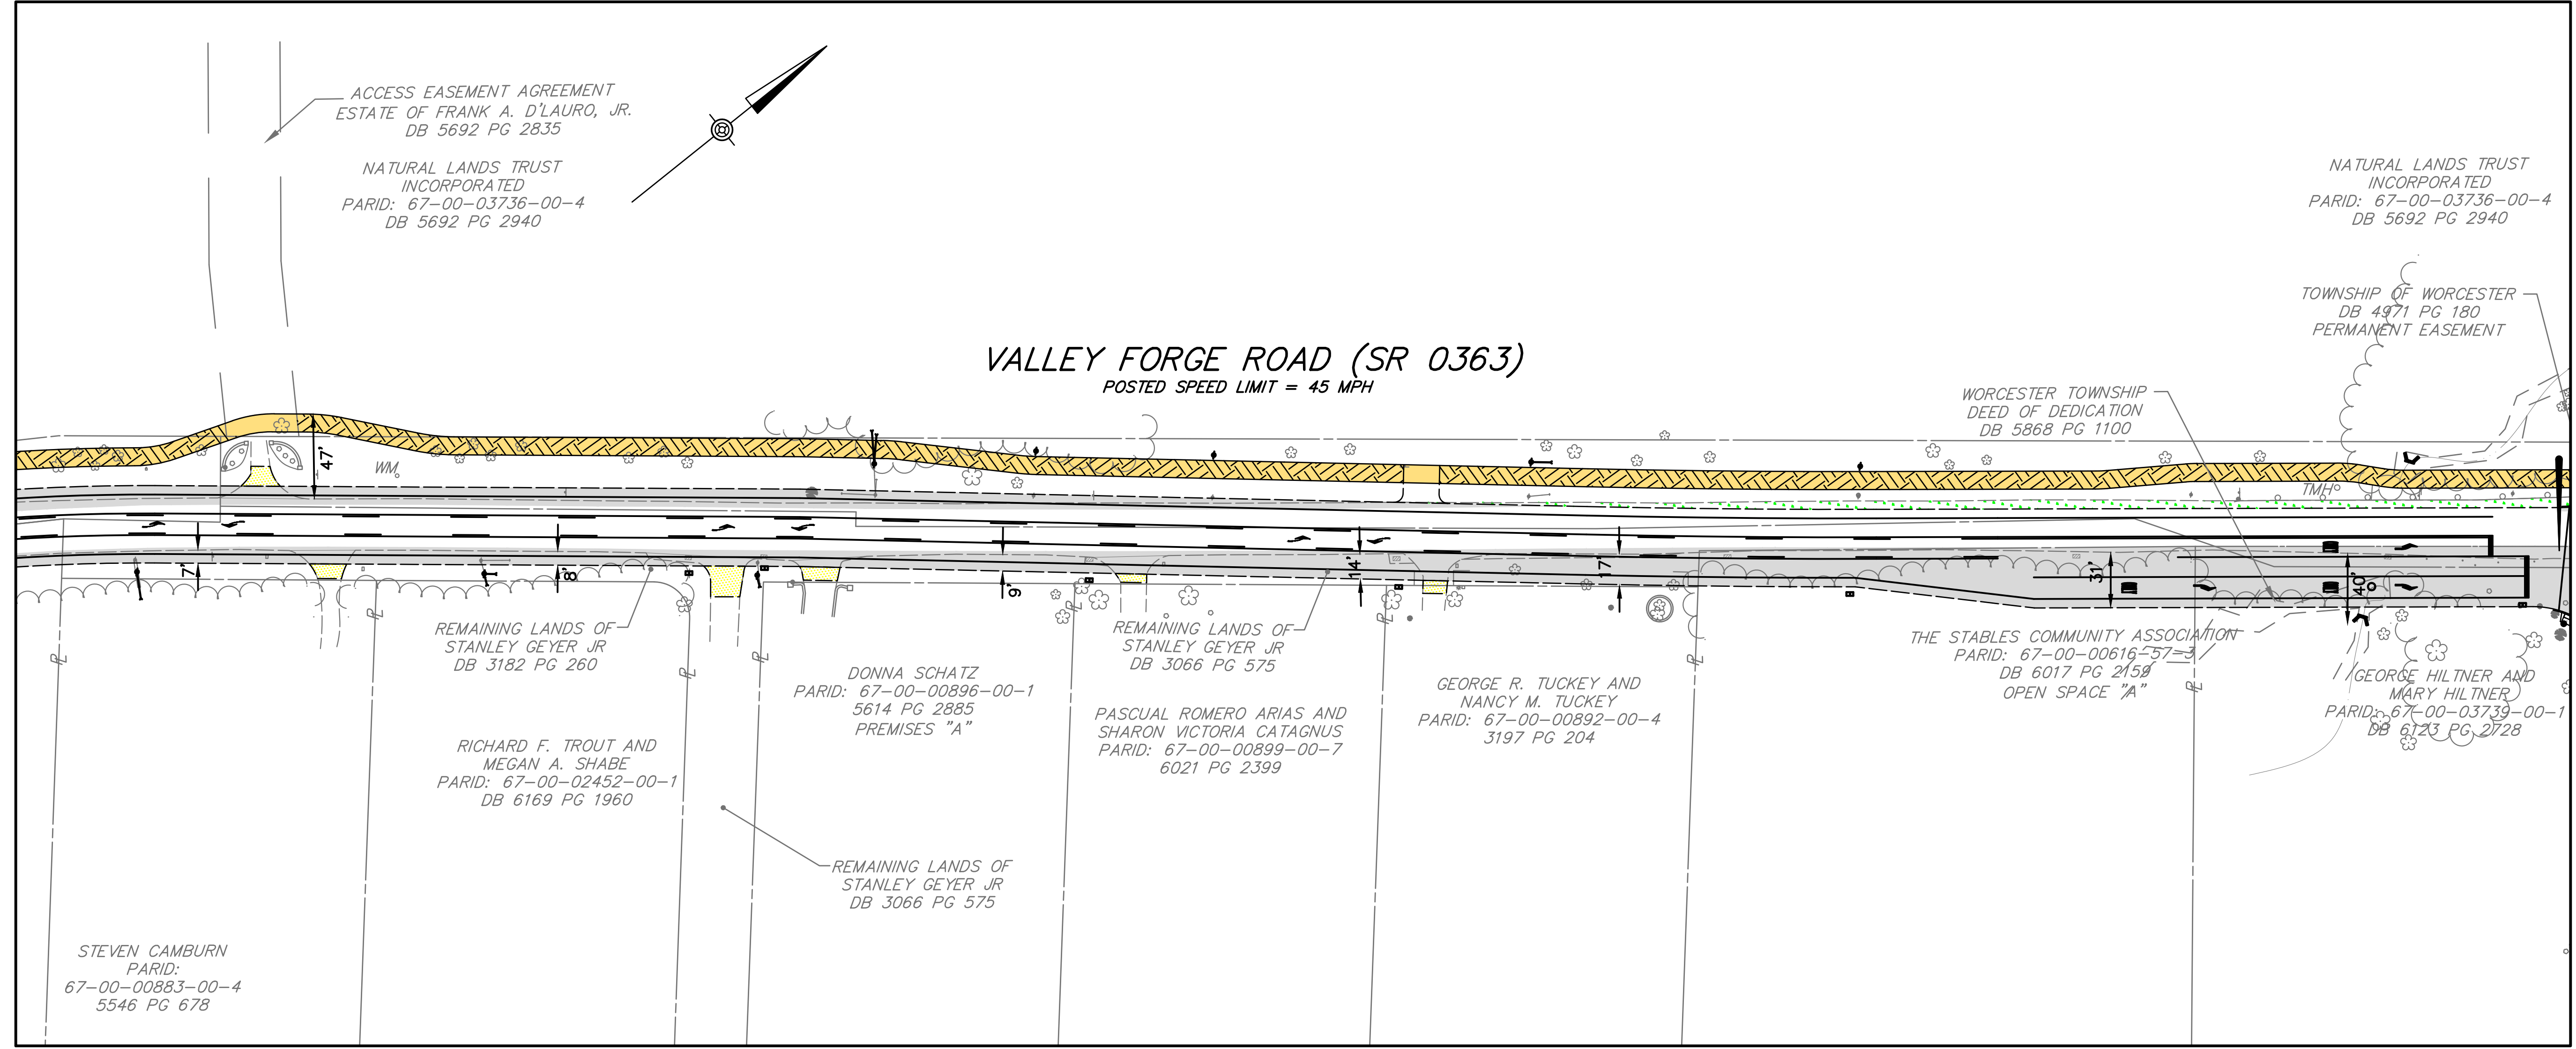 ACCESS EASEMENT AGREEMENT
ESTATE OF FRANK A. D'LAURO, JR.
DB 5692 PG 2835
NATURAL LANDS TRUST
INCORPORATED
PARID: 67-00-03736-00-4
DB 5692 PG 2940
NATURAL LANDS TRUST
INCORPORATED
PARID: 67-00-03736-00-4
DB 5692 PG 2940
TOWNSHIP OF WORCESTER
DB 4971 PG 180
PERMANENT EASEMENT
VALLEY FORGE ROAD (SR 0363)
POSTED SPEED LIMIT = 45 MPH
WORCESTER TOWNSHIP
DEED OF DEDICATION
DB 5868 PG 1100
47'
WM
TMH
7'
8'
9'
14'
17'
31'
40'
REMAINING LANDS OF
STANLEY GEYER JR
DB 3182 PG 260
REMAINING LANDS OF
STANLEY GEYER JR
DB 3066 PG 575
THE STABLES COMMUNITY ASSOCIATION
PARID: 67-00-00616-57-3
DB 6017 PG 2159
OPEN SPACE "A"
DONNA SCHATZ
PARID: 67-00-00896-00-1
5614 PG 2885
PREMISES "A"
GEORGE R. TUCKEY AND
NANCY M. TUCKEY
PARID: 67-00-00892-00-4
3197 PG 204
GEORGE HILTNER AND
MARY HILTNER
PARID: 67-00-03739-00-1
DB 6123 PG 2728
PASCUAL ROMERO ARIAS AND
SHARON VICTORIA CATAGNUS
PARID: 67-00-00899-00-7
6021 PG 2399
RICHARD F. TROUT AND
MEGAN A. SHABE
PARID: 67-00-02452-00-1
DB 6169 PG 1960
REMAINING LANDS OF
STANLEY GEYER JR
DB 3066 PG 575
STEVEN CAMBURN
PARID:
67-00-00883-00-4
5546 PG 678